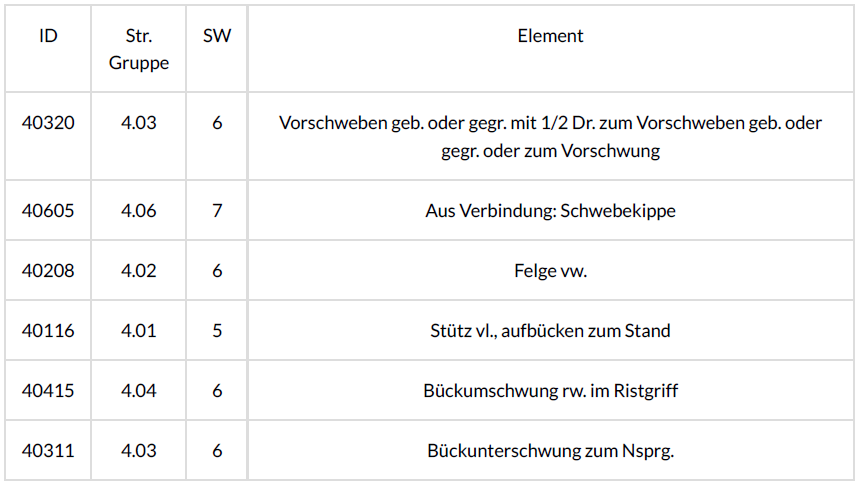 ID Str. Gruppe SW Element
40320 4.03 6 Vorschweben geb. oder gegr. mit 1/2 Dr. zum Vorschweben geb. oder
gegr. oder zum Vorschwung
40605 4.06 7 Aus Verbindung: Schwebekippe
40208 4.02 6 Felge vw.
40116 4.01 5 Stütz vl., aufbücken zum Stand
40415 4.04 6 Bückumschwung rw. im Ristgriff
40311 4.03 6 Bückunterschwung zum Nsprg.